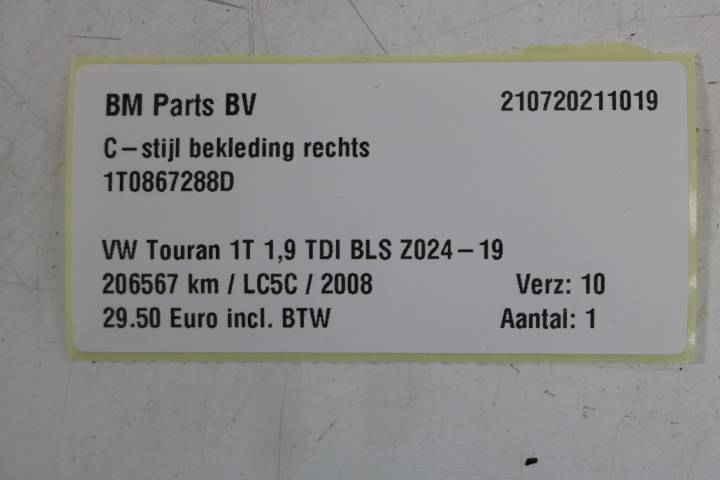 BM Parts BV 210720211019
C-stijl bekleding rechts
1T0867288D
VW Touran 1T 1,9 TDI BLS Z024-19
206567 km / LC5C / 2008 Verz: 10
29.50 Euro incl. BTW Aantal: 1